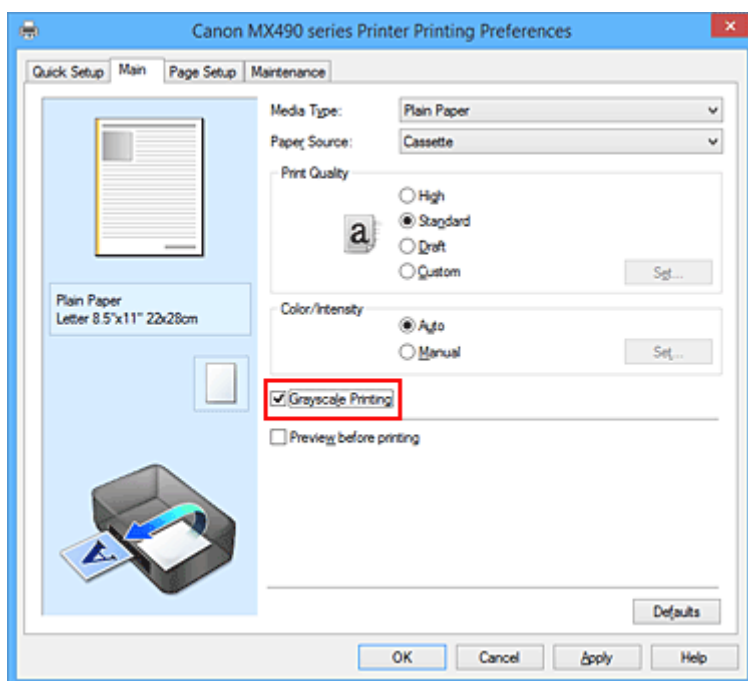 Canon MX490 series Printer Printing Preferences
Quick Setup Main Page Setup Maintenance
Media Type: Plain Paper
Paper Source: Cassette
Print Quality
High
a Standard
Draft
Custom Set...
Plain Paper
Letter 8.5"x11" 22x28cm
Color/Intensity
Auto
Manual Set...
Grayscale Printing
Preview before printing
A
Defaults
OK Cancel Apply Help